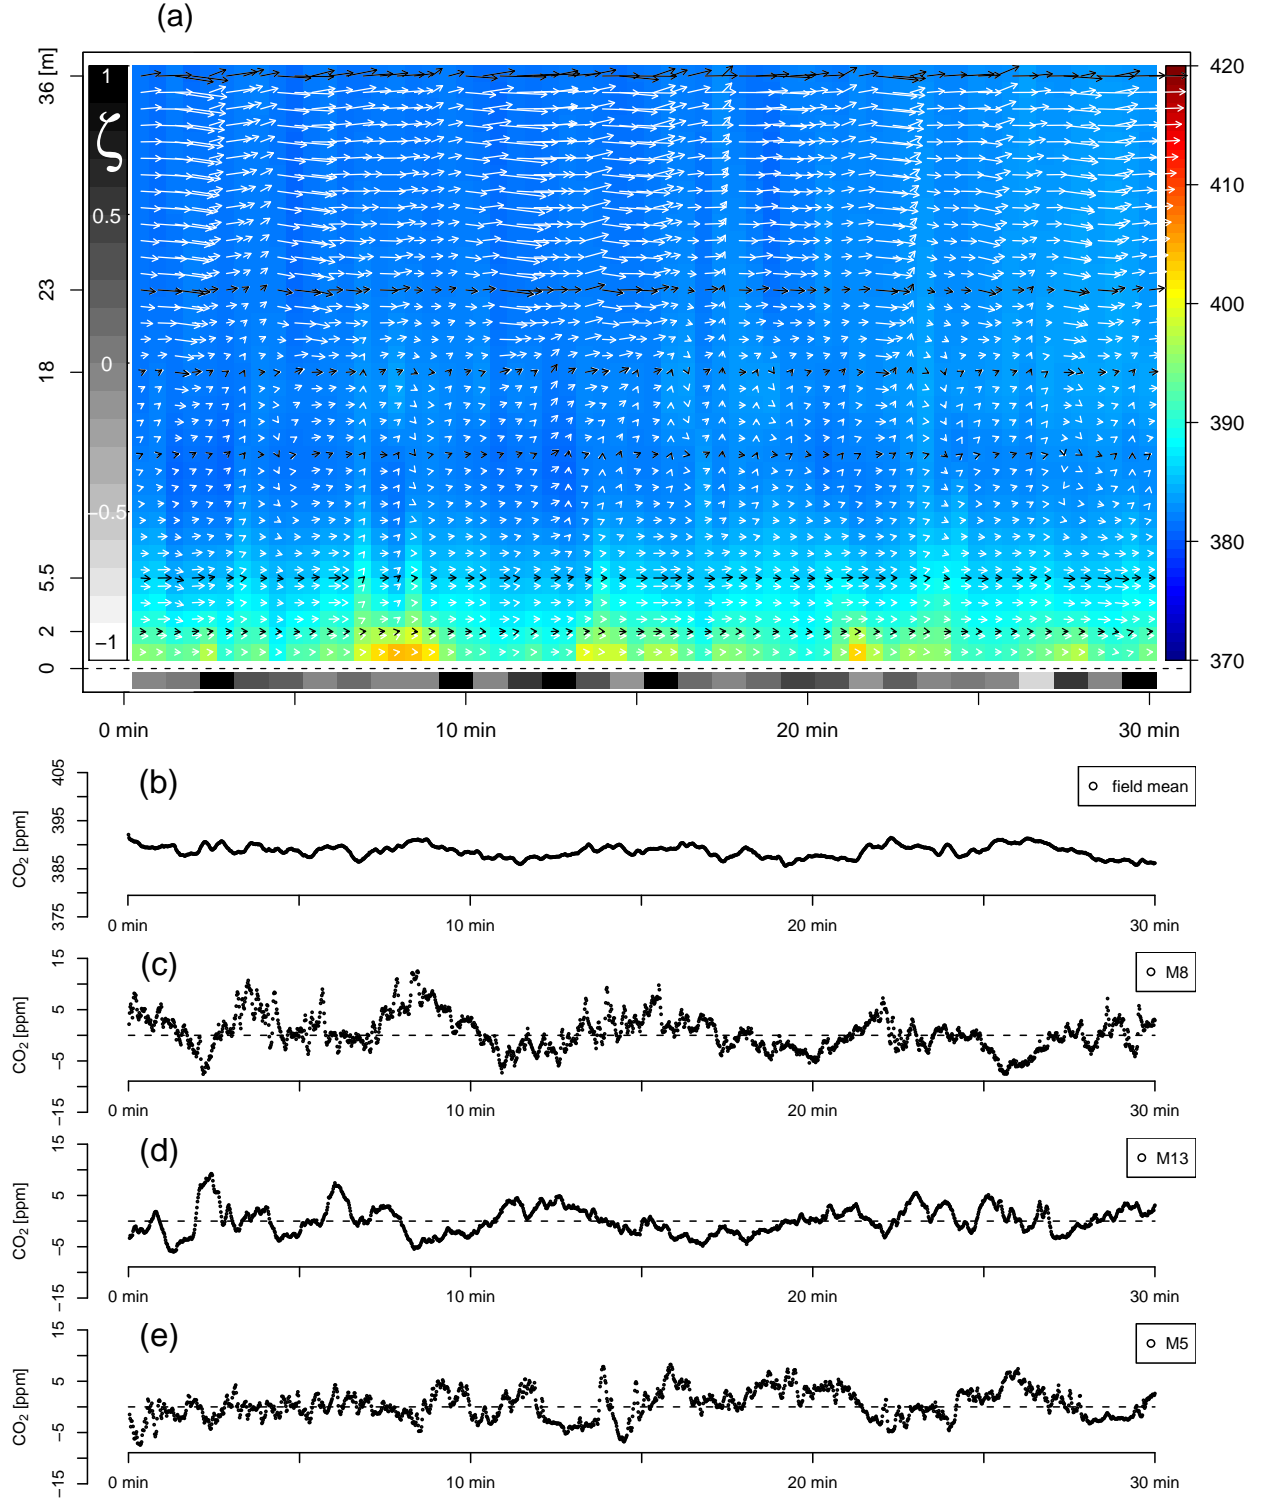 (a)
36 [m]
23
18
5.5
2
0
1
ζ
0.5
0
−0.5
−1
420
410
400
390
380
370
0 min
10 min
20 min
30 min
(b)
field mean
CO2 [ppm]
405
395
385
375
0 min
10 min
20 min
30 min
(c)
M8
CO2 [ppm]
15
5
−5
−15
0 min
10 min
20 min
30 min
(d)
M13
CO2 [ppm]
15
5
−5
−15
0 min
10 min
20 min
30 min
(e)
M5
CO2 [ppm]
15
5
−5
−15
0 min
10 min
20 min
30 min